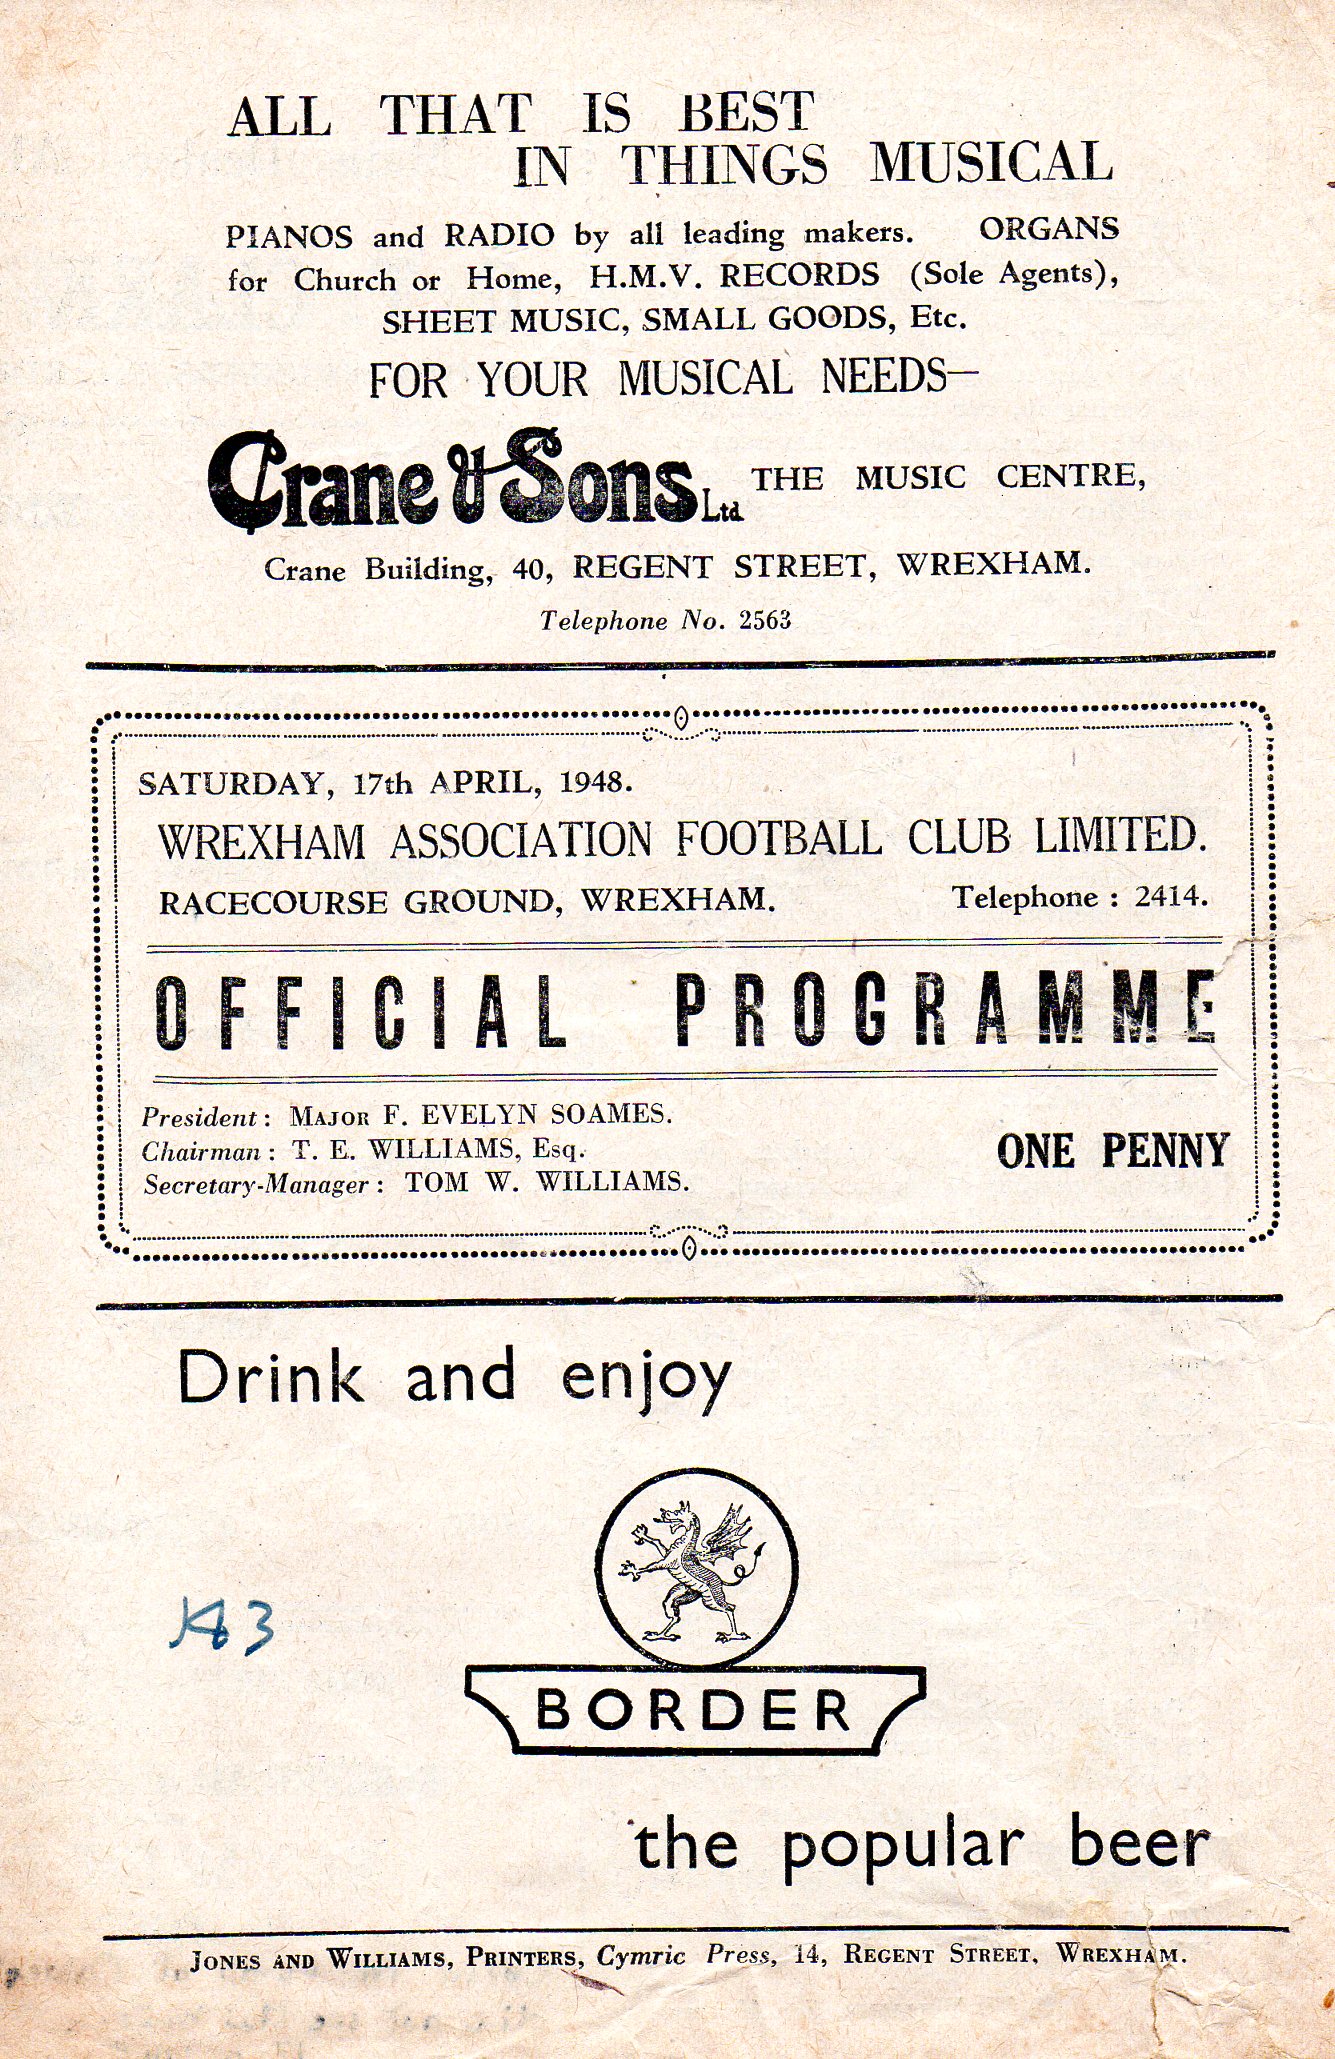 ALL THAT IS BEST
IN THINGS MUSICAL
PIANOS and RADIO by all leading makers. ORGANS
for Church or Home, H.M.V. RECORDS (Sole Agents),
SHEET MUSIC, SMALL GOODS, Etc.
FOR YOUR MUSICAL NEEDS—
Crane & Sons Ltd THE MUSIC CENTRE,
Crane Building, 40, REGENT STREET, WREXHAM.
Telephone No. 2563
SATURDAY, 17th APRIL, 1948.
WREXHAM ASSOCIATION FOOTBALL CLUB LIMITED.
RACECOURSE GROUND, WREXHAM. Telephone : 2414.
OFFICIAL PROGRAMME
President : MAJOR F. EVELYN SOAMES.
Chairman : T. E. WILLIAMS, Esq.
Secretary-Manager : TOM W. WILLIAMS.
ONE PENNY
Drink and enjoy
BORDER
the popular beer
JONES AND WILLIAMS, PRINTERS, Cymric Press, 14, REGENT STREET, WREXHAM.